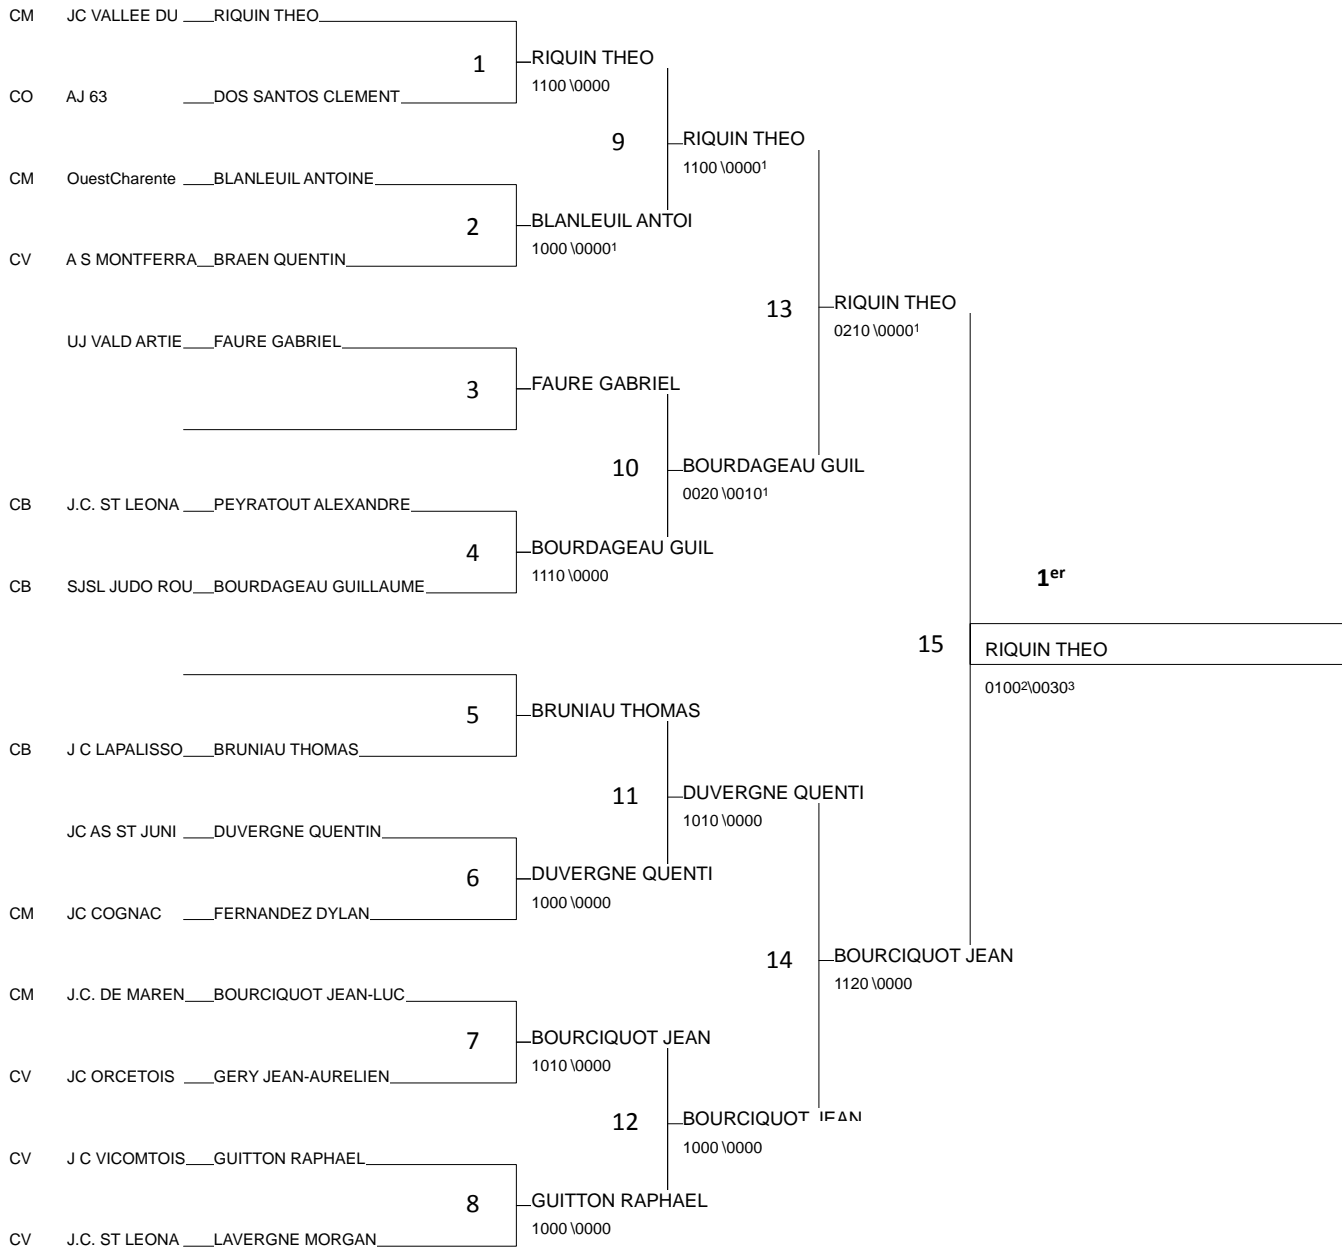 CM JC VALLEE DU RIQUIN THEO
1 RIQUIN THEO
1100 \0000
CO AJ 63 DOS SANTOS CLEMENT
9 RIQUIN THEO
1100 \0000¹
CM OuestCharente BLANLEUIL ANTOINE
2 BLANLEUIL ANTOI
1000 \0000¹
CV A S MONTFERRA BRAEN QUENTIN
13 RIQUIN THEO
0210 \0000¹
UJ VALD ARTIE FAURE GABRIEL
3 FAURE GABRIEL
10 BOURDAGEAU GUIL
0020 \0010¹
CB J.C. ST LEONA PEYRATOUT ALEXANDRE
4 BOURDAGEAU GUIL
1110 \0000
CB SJSL JUDO ROU BOURDAGEAU GUILLAUME
1er
15 RIQUIN THEO
0100²\0030³
5 BRUNIAU THOMAS
CB J C LAPALISSO BRUNIAU THOMAS
11 DUVERGNE QUENTI
1010 \0000
JC AS ST JUNI DUVERGNE QUENTIN
6 DUVERGNE QUENTI
1000 \0000
CM JC COGNAC FERNANDEZ DYLAN
14 BOURCIQUOT JEAN
1120 \0000
CM J.C. DE MAREN BOURCIQUOT JEAN-LUC
7 BOURCIQUOT JEAN
1010 \0000
CV JC ORCETOIS GERY JEAN-AURELIEN
12 BOURCIQUOT JEAN
1000 \0000
CV J C VICOMTOIS GUITTON RAPHAEL
8 GUITTON RAPHAEL
1000 \0000
CV J.C. ST LEONA LAVERGNE MORGAN